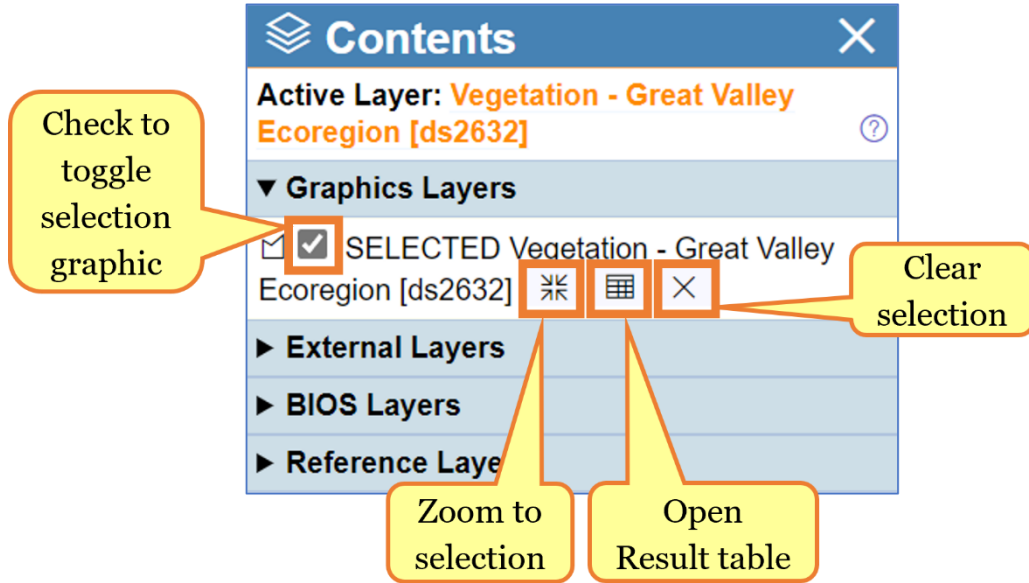 Contents
Active Layer: Vegetation - Great Valley
Ecoregion [ds2632]
?
Check to
toggle
selection
graphic
Graphics Layers
SELECTED Vegetation - Great Valley
Ecoregion [ds2632]
Clear
selection
External Layers
BIOS Layers
Reference Laye
Zoom to
selection
Open
Result table